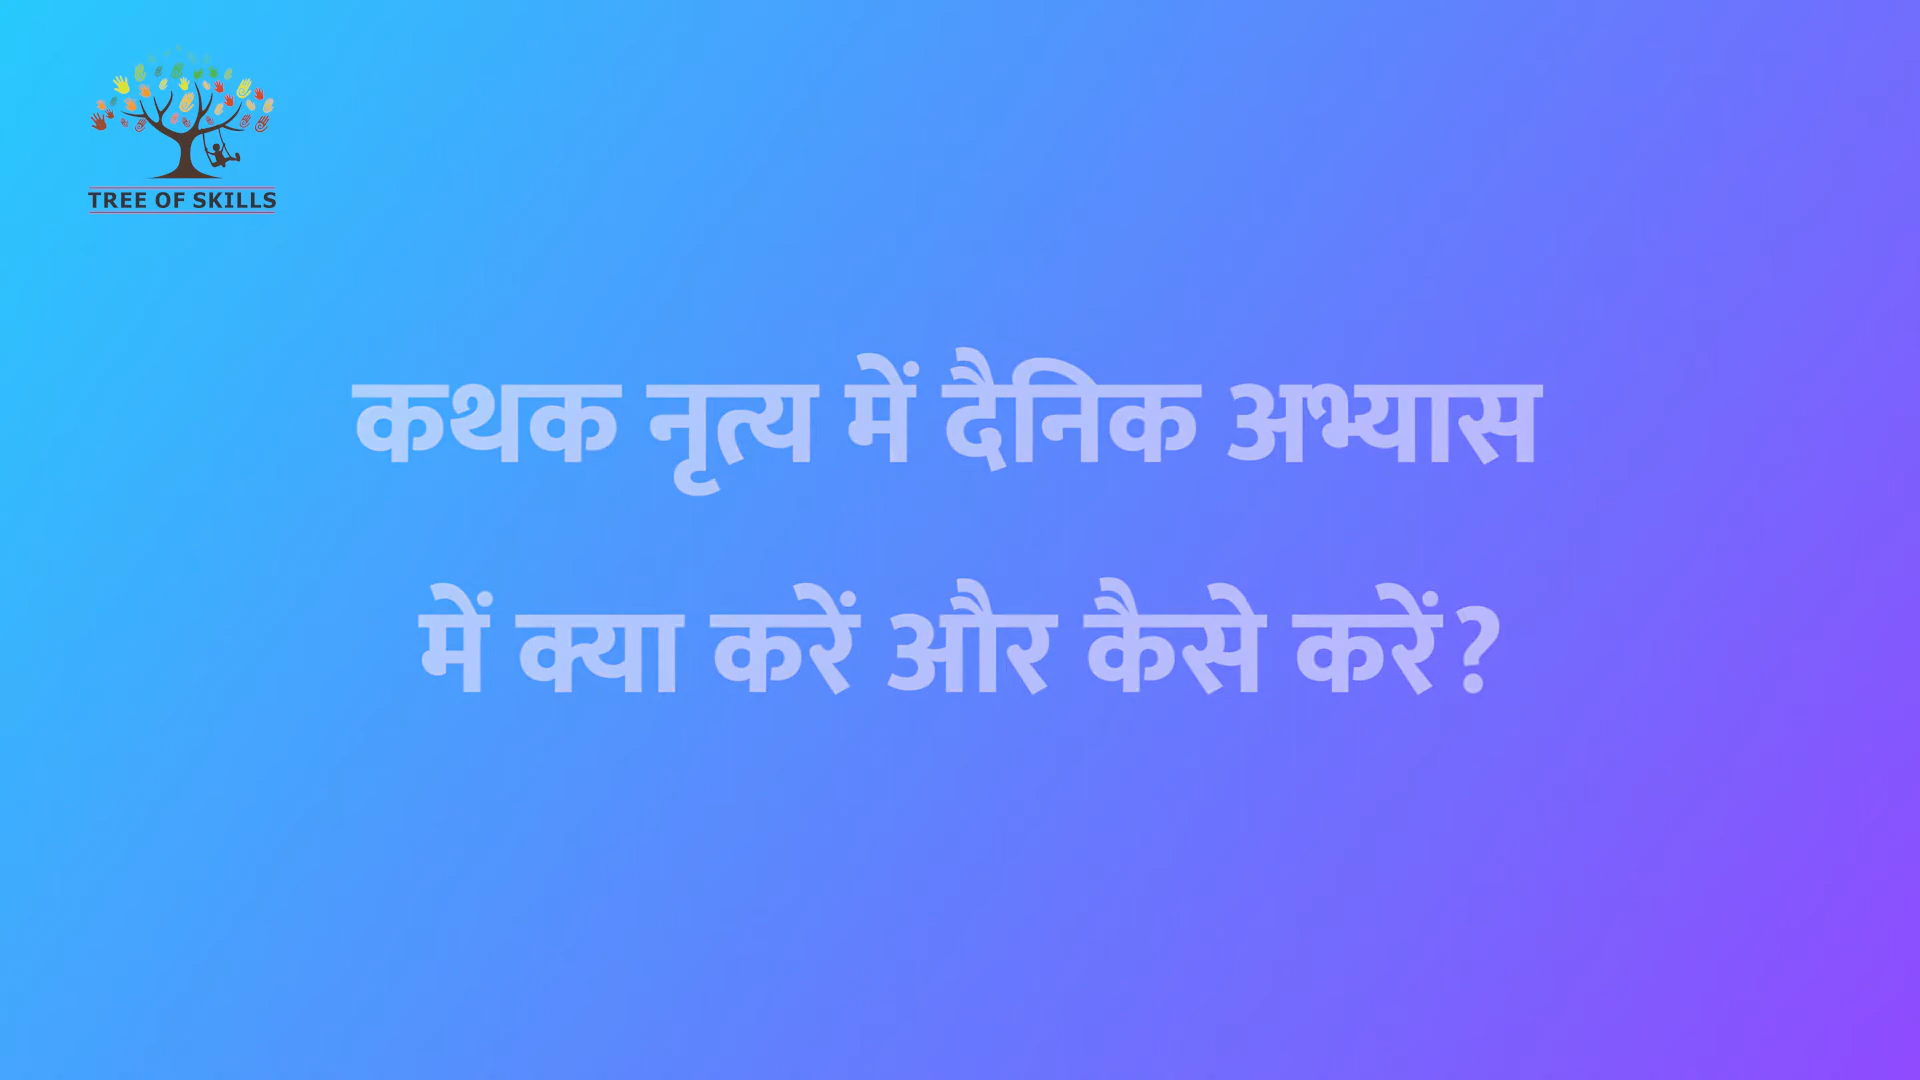 TREE OF SKILLS
कथक नृत्य में दैनिक अभ्यास
में क्या करें और कैसे करें?